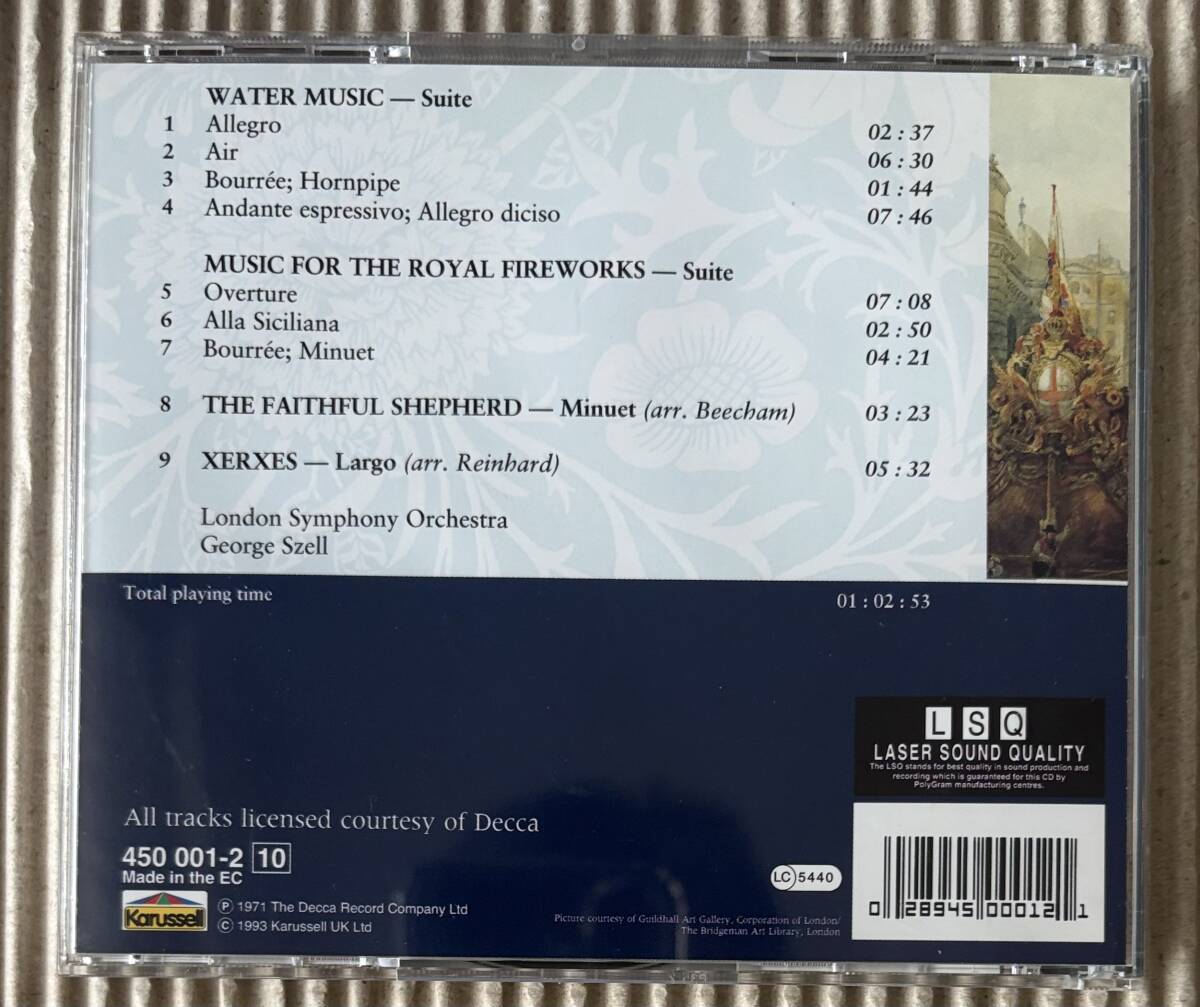 WATER MUSIC — Suite
1 Allegro 02 : 37
2 Air 06 : 30
3 Bourrée; Hornpipe 01 : 44
4 Andante espressivo; Allegro diciso 07 : 46
MUSIC FOR THE ROYAL FIREWORKS — Suite
5 Overture 07 : 08
6 Alla Siciliana 02 : 50
7 Bourrée; Minuet 04 : 21
8 THE FAITHFUL SHEPHERD — Minuet (arr. Beecham) 03 : 23
9 XERXES — Largo (arr. Reinhard) 05 : 32
London Symphony Orchestra
George Szell
Total playing time 01 : 02 : 53
L S Q
LASER SOUND QUALITY
The LSQ stands for best quality in sound production and
recording which is guaranteed for this CD by
PolyGram manufacturing centres.
All tracks licensed courtesy of Decca
450 001-2 10
Made in the EC
LC 5440
Karussell
℗ 1971 The Decca Record Company Ltd
© 1993 Karussell UK Ltd
Picture courtesy of Guildhall Art Gallery, Corporation of London/
The Bridgeman Art Library, London
0 28945 00012 1